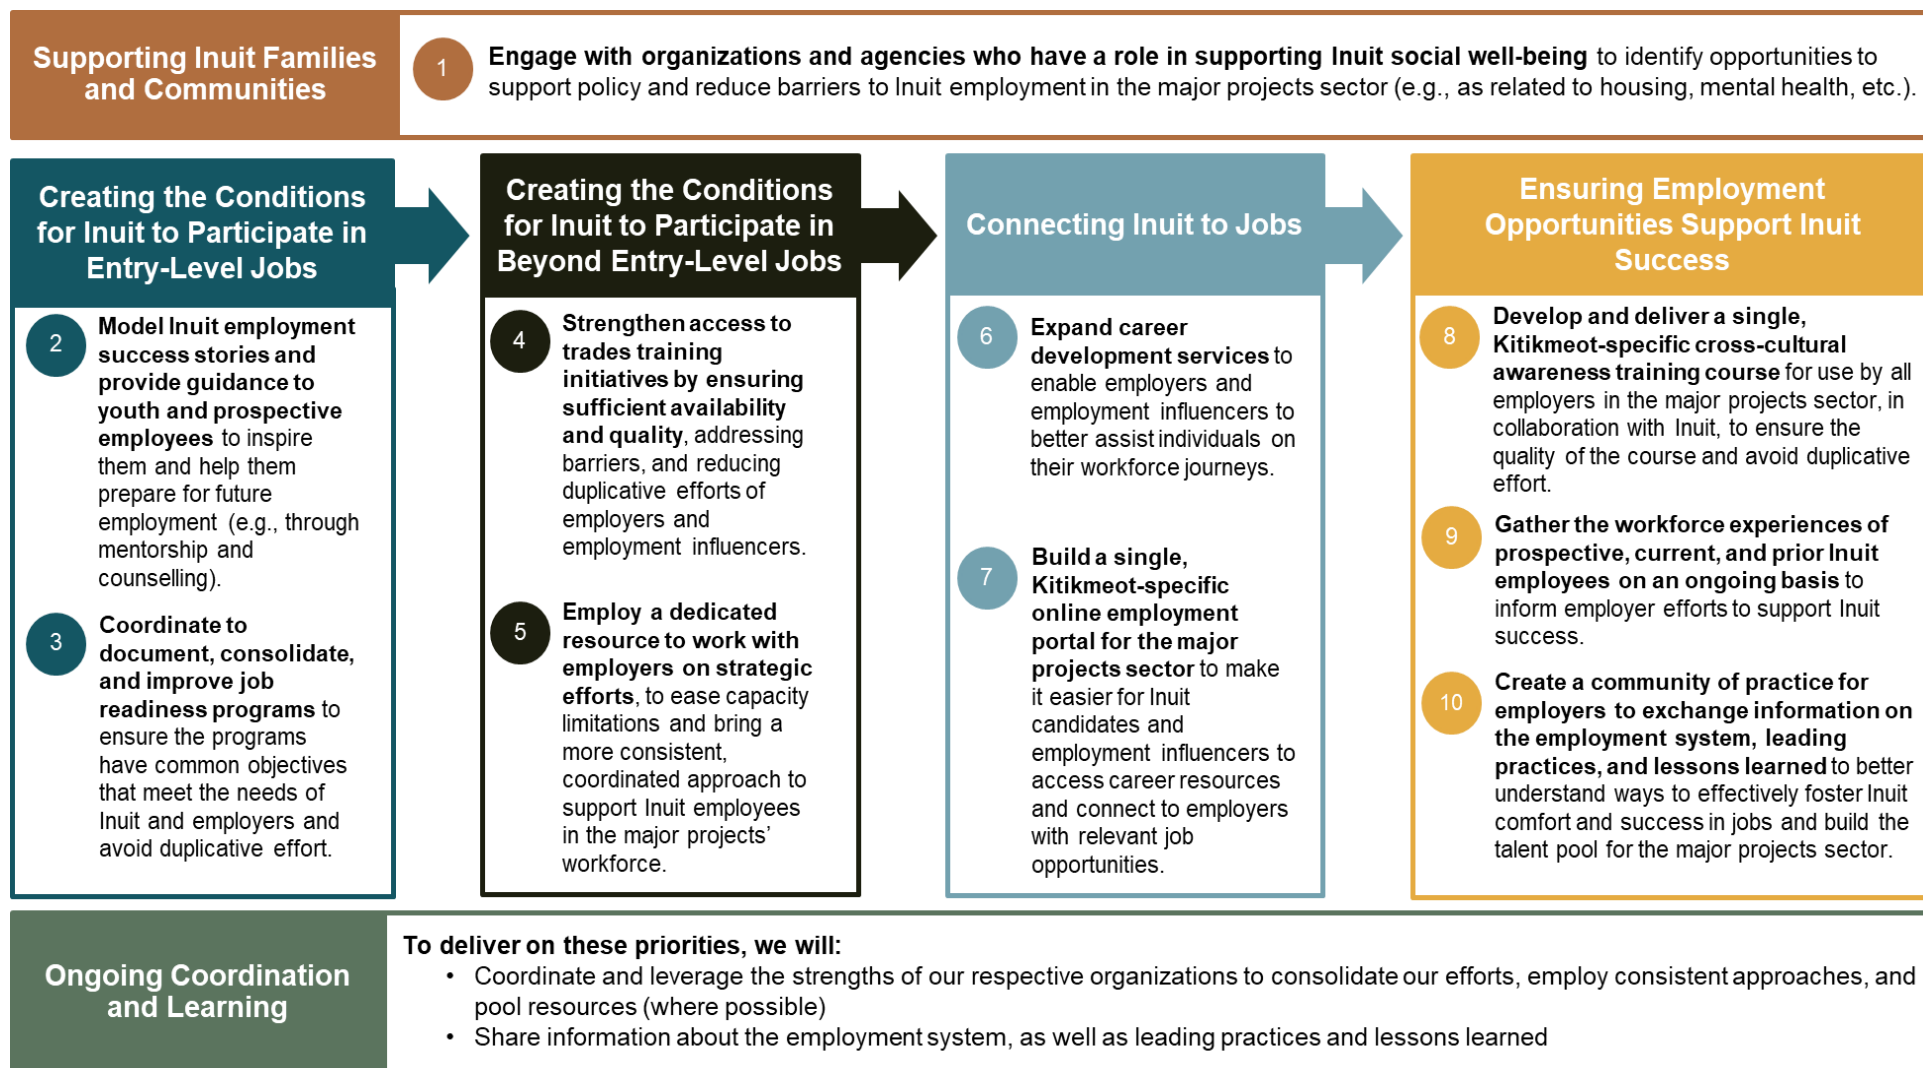 Supporting Inuit Families
and Communities
1
Engage with organizations and agencies who have a role in supporting Inuit social well-being to identify opportunities to
support policy and reduce barriers to Inuit employment in the major projects sector (e.g., as related to housing, mental health, etc.).
Creating the Conditions
for Inuit to Participate in
Entry-Level Jobs
2
Model Inuit employment
success stories and
provide guidance to
youth and prospective
employees to inspire
them and help them
prepare for future
employment (e.g., through
mentorship and
counselling).
3
Coordinate to
document, consolidate,
and improve job
readiness programs to
ensure the programs
have common objectives
that meet the needs of
Inuit and employers and
avoid duplicative effort.
Creating the Conditions
for Inuit to Participate in
Beyond Entry-Level Jobs
4
Strengthen access to
trades training
initiatives by ensuring
sufficient availability
and quality, addressing
barriers, and reducing
duplicative efforts of
employers and
employment influencers.
5
Employ a dedicated
resource to work with
employers on strategic
efforts, to ease capacity
limitations and bring a
more consistent,
coordinated approach to
support Inuit employees
in the major projects’
workforce.
Connecting Inuit to Jobs
6
Expand career
development services to
enable employers and
employment influencers to
better assist individuals on
their workforce journeys.
7
Build a single,
Kitikmeot-specific
online employment
portal for the major
projects sector to make
it easier for Inuit
candidates and
employment influencers to
access career resources
and connect to employers
with relevant job
opportunities.
Ensuring Employment
Opportunities Support Inuit
Success
8
Develop and deliver a single,
Kitikmeot-specific cross-cultural
awareness training course for use by all
employers in the major projects sector, in
collaboration with Inuit, to ensure the
quality of the course and avoid duplicative
effort.
9
Gather the workforce experiences of
prospective, current, and prior Inuit
employees on an ongoing basis to
inform employer efforts to support Inuit
success.
10
Create a community of practice for
employers to exchange information on
the employment system, leading
practices, and lessons learned to better
understand ways to effectively foster Inuit
comfort and success in jobs and build the
talent pool for the major projects sector.
Ongoing Coordination
and Learning
To deliver on these priorities, we will:
• Coordinate and leverage the strengths of our respective organizations to consolidate our efforts, employ consistent approaches, and
pool resources (where possible)
• Share information about the employment system, as well as leading practices and lessons learned